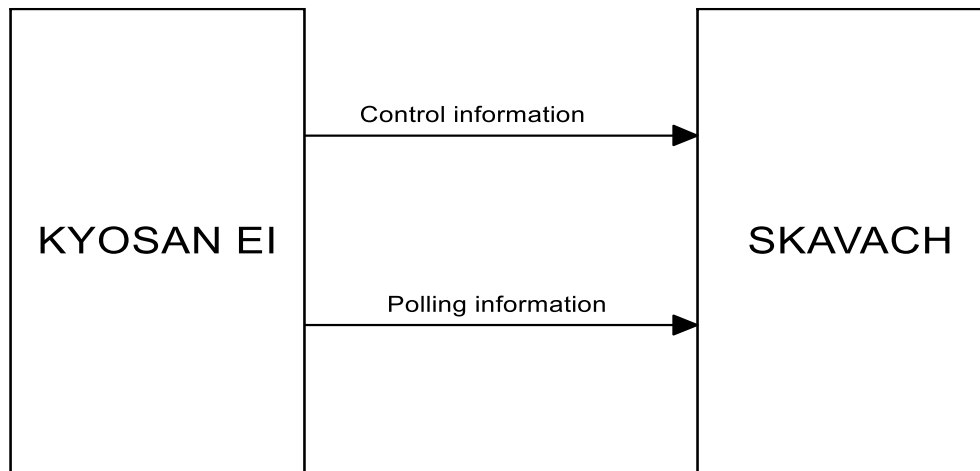 Control information
KYOSAN EI
SKAVACH
Polling information